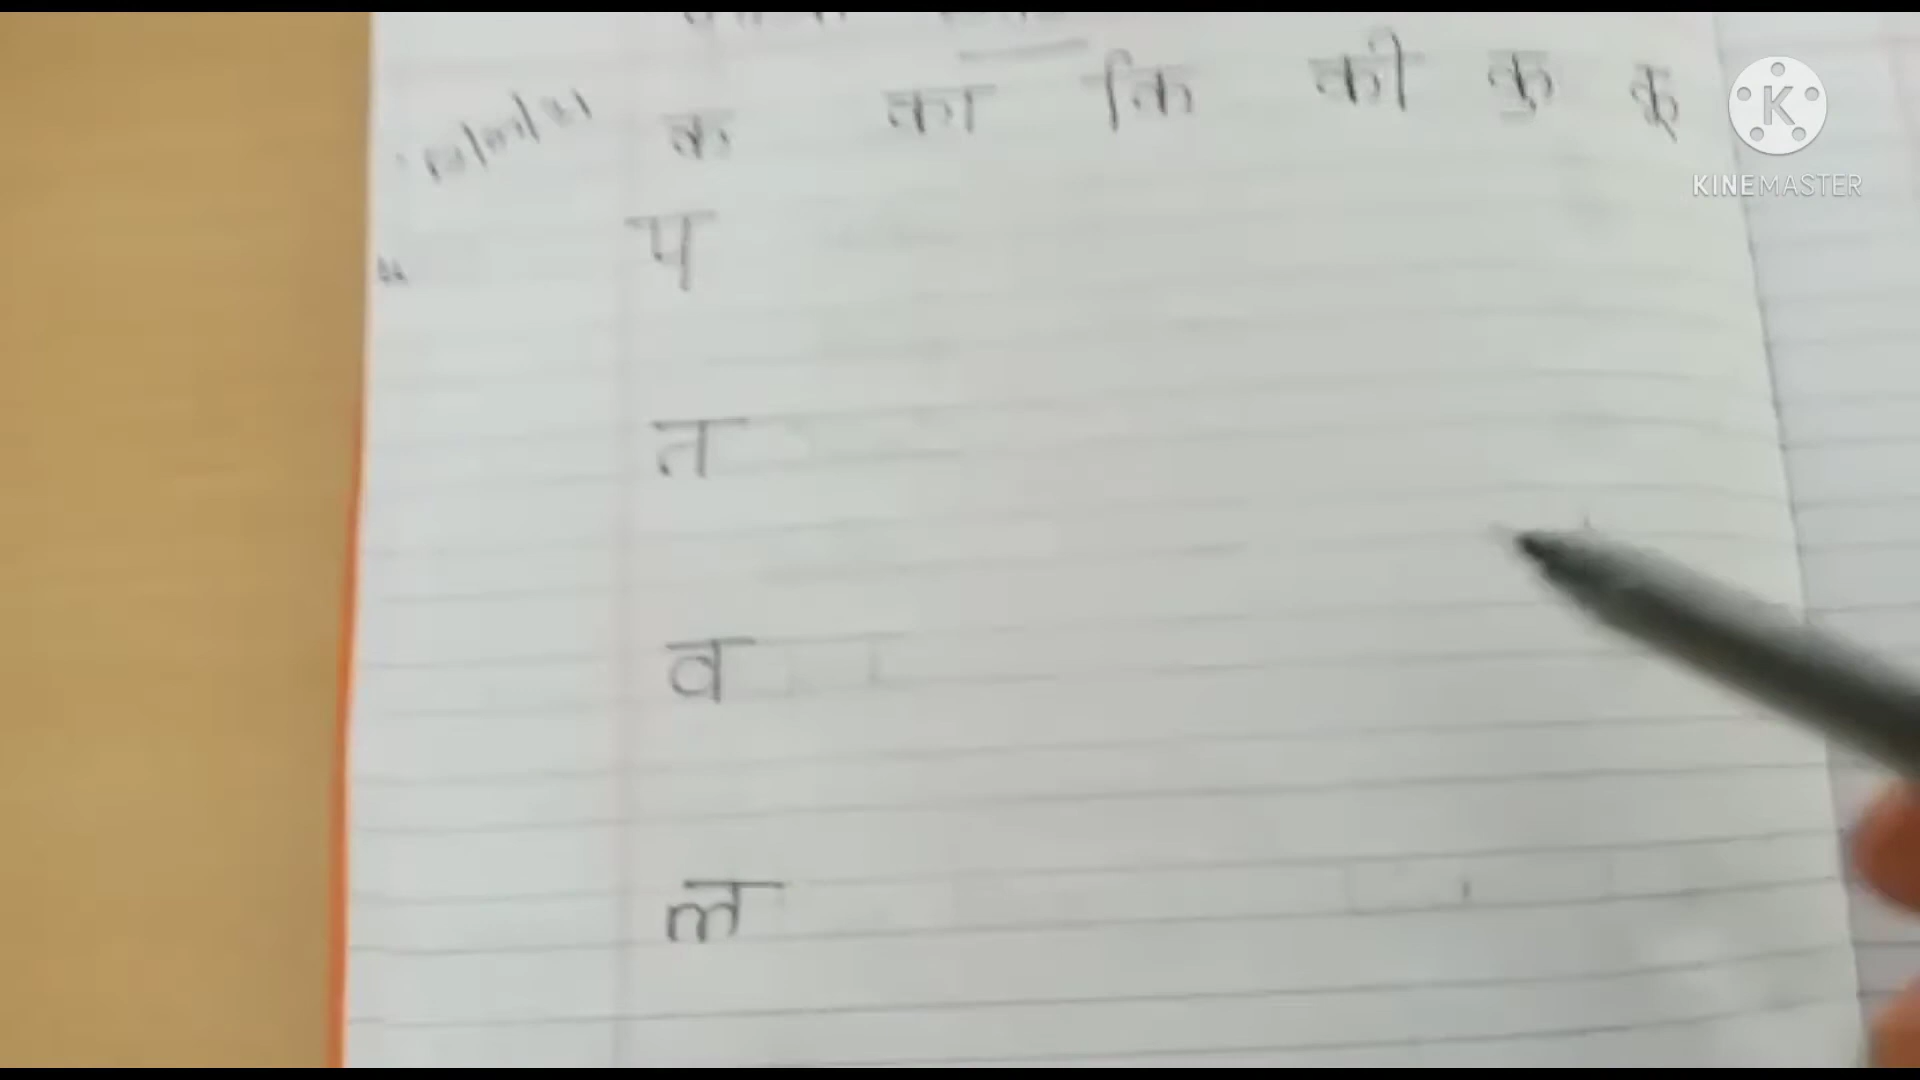 क का कि की कु कू
प
त
व
ल
KINEMASTER